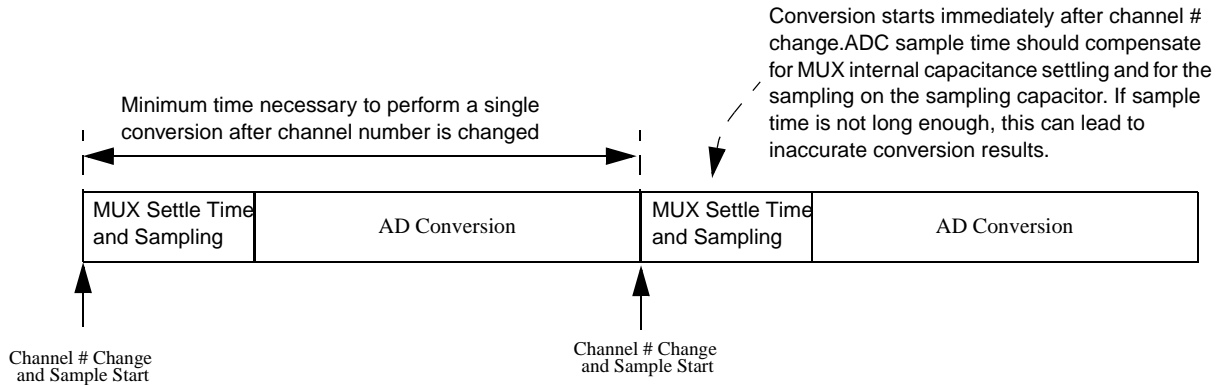 Conversion starts immediately after channel #
change.ADC sample time should compensate
for MUX internal capacitance settling and for the
sampling on the sampling capacitor. If sample
time is not long enough, this can lead to
inaccurate conversion results.
Minimum time necessary to perform a single
conversion after channel number is changed
MUX Settle Time
and Sampling
AD Conversion
MUX Settle Time
and Sampling
AD Conversion
Channel # Change
and Sample Start
Channel # Change
and Sample Start